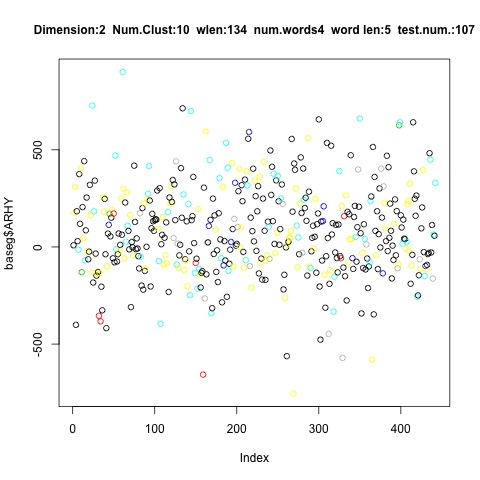 Dimension:2 Num.Clust:10 wlen:134 num.words4 word len:5 test.num.:107
baseg$ARHY
500
0
-500
0 100 200 300 400
Index